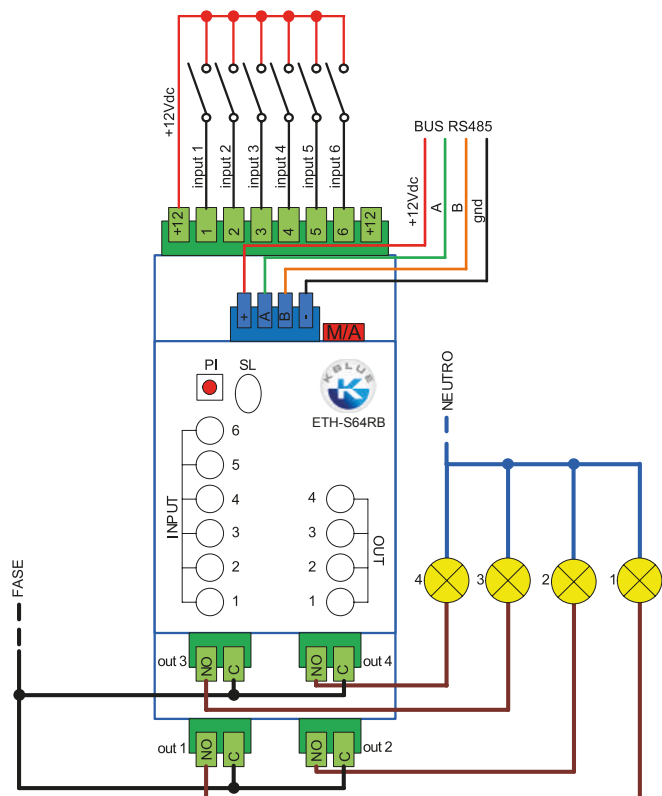 +12Vdc
input 1
input 2
input 3
input 4
input 5
input 6
BUS RS485
+12Vdc
A
B
gnd
+12
1
2
3
4
5
6
+12
+
A
B
-
M/A
PI
SL
KBLUE
K
ETH-S64RB
NEUTRO
INPUT
6
5
4
3
2
1
4
3
2
1
OUT
4
3
2
1
FASE
out 3
NO
C
NO
C
out 4
out 1
NO
C
NO
C
out 2